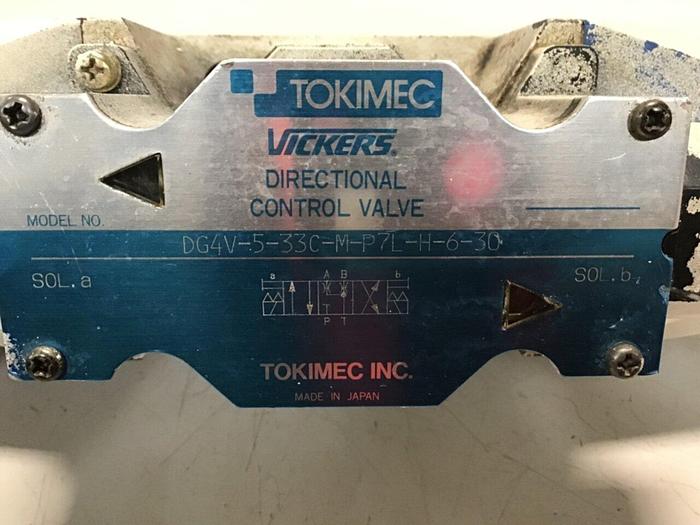 TOKIMEC
VICKERS®
DIRECTIONAL
CONTROL VALVE
MODEL NO.
DG4V-5-33C-M-P7L-H-6-30
SOL.a
SOL.b
a A B b
T
P T
TOKIMEC INC.
MADE IN JAPAN